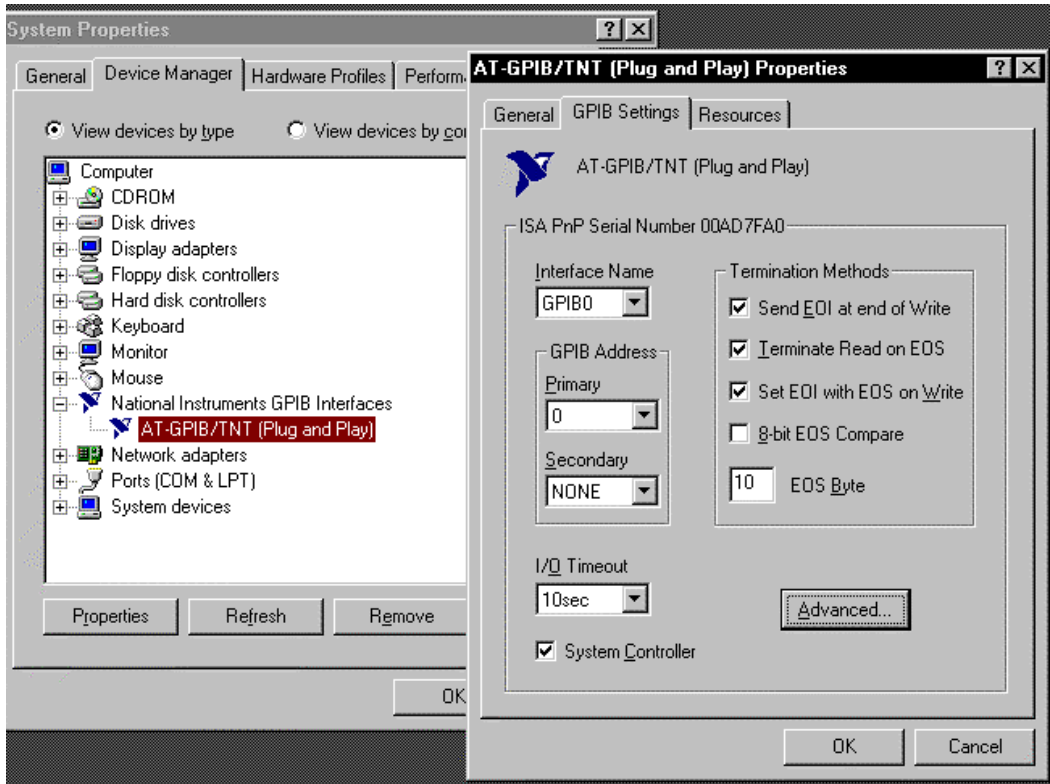 System Properties
General
Device Manager
Hardware Profiles
Perform
View devices by type
View devices by co
Computer
CDROM
Disk drives
Display adapters
Floppy disk controllers
Hard disk controllers
Keyboard
Monitor
Mouse
National Instruments GPIB Interfaces
AT-GPIB/TNT (Plug and Play)
Network adapters
Ports (COM & LPT)
System devices
Properties
Refresh
Remove
OK
AT-GPIB/TNT (Plug and Play) Properties
General
GPIB Settings
Resources
AT-GPIB/TNT (Plug and Play)
ISA PnP Serial Number 00AD7FA0
Interface Name
GPIB0
GPIB Address
Primary
0
Secondary
NONE
I/O Timeout
10sec
System Controller
Termination Methods
Send EOI at end of Write
Terminate Read on EOS
Set EOI with EOS on Write
8-bit EOS Compare
10 EOS Byte
Advanced...
OK
Cancel